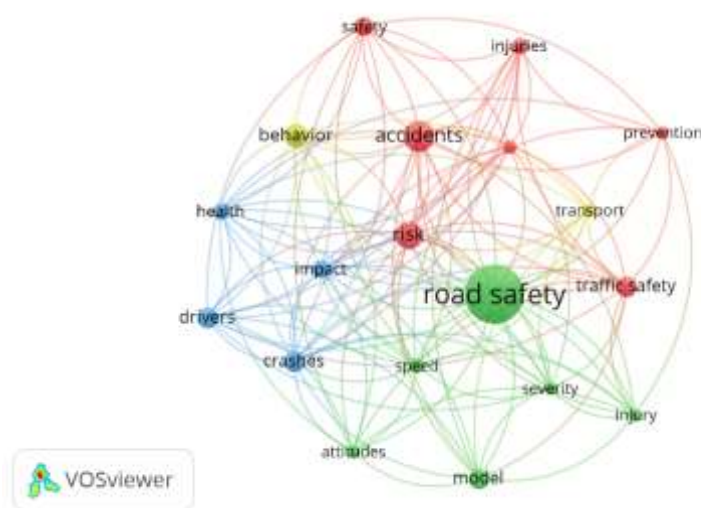 safety
injuries
behavior
accidents
prevention
health
transport
risk
impact
road safety
traffic safety
drivers
crashes
speed
severity
injury
attitudes
model
VOSviewer